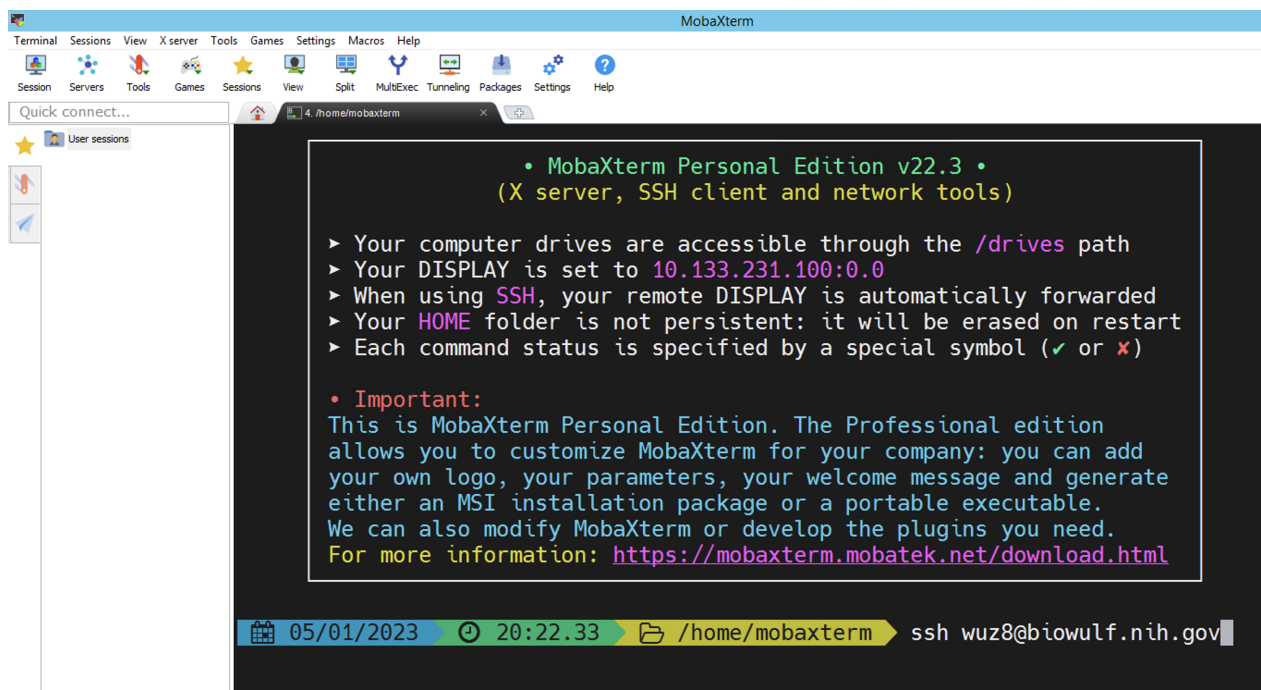 MobaXterm
Terminal Sessions View X server Tools Games Settings Macros Help
Session Servers Tools Games Sessions View Split MultiExec Tunneling Packages Settings Help
Quick connect...
4. /home/mobaxterm
User sessions
• MobaXterm Personal Edition v22.3 •
(X server, SSH client and network tools)
➤ Your computer drives are accessible through the /drives path
➤ Your DISPLAY is set to 10.133.231.100:0.0
➤ When using SSH, your remote DISPLAY is automatically forwarded
➤ Your HOME folder is not persistent: it will be erased on restart
➤ Each command status is specified by a special symbol (✔ or ✘)
• Important:
This is MobaXterm Personal Edition. The Professional edition
allows you to customize MobaXterm for your company: you can add
your own logo, your parameters, your welcome message and generate
either an MSI installation package or a portable executable.
We can also modify MobaXterm or develop the plugins you need.
For more information: https://mobaxterm.mobatek.net/download.html
05/01/2023 20:22.33 /home/mobaxterm ssh wuz8@biowulf.nih.gov